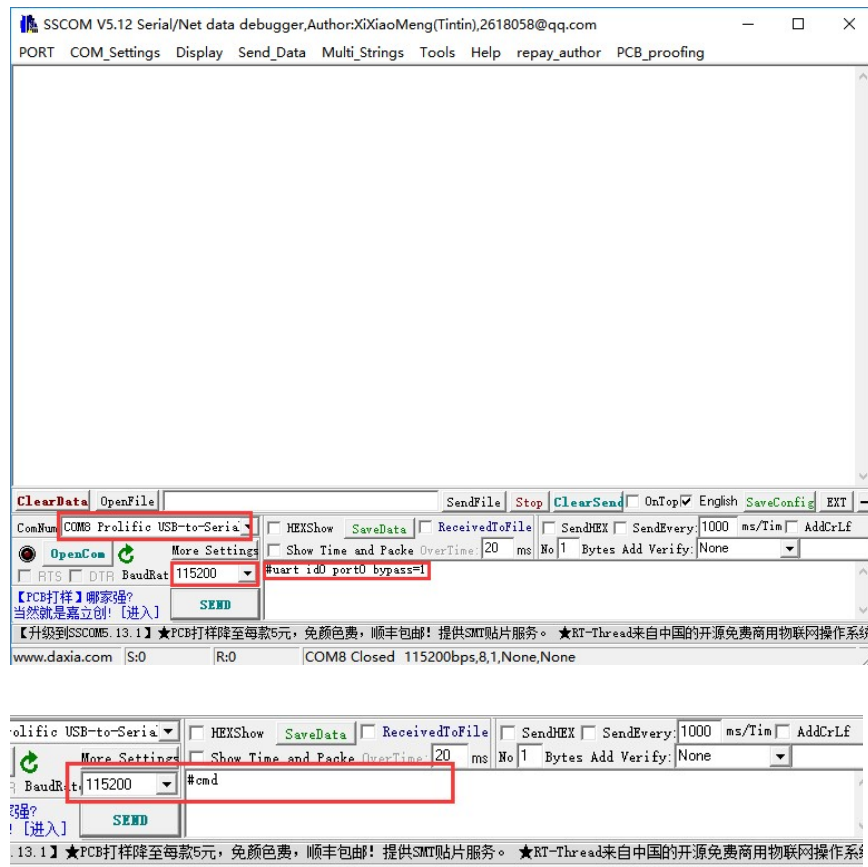 SSCOM V5.12 Serial/Net data debugger,Author:XiXiaoMeng(Tintin),2618058@qq.com
PORT COM_Settings Display Send_Data Multi_Strings Tools Help repay_author PCB_proofing
ClearData OpenFile SendFile Stop ClearSend OnTop English SaveConfig EXT
ComNum COM8 Prolific USB-to-Seria HEXShow SaveData ReceivedToFile SendHEX SendEvery: 1000 ms/Tim AddCrLf
OpenCom More Settings Show Time and Packe OverTime: 20 ms No 1 Bytes Add Verify: None
RTS DTR BaudRat 115200 #uart id0 port0 bypass=1
【PCB打样】哪家强?
当然就是嘉立创!【进入】 SEND
【升级到SSCOM5.13.1】★PCB打样降至每款5元,免颜色费,顺丰包邮!提供SMT贴片服务。 ★RT-Thread来自中国的开源免费商用物联网操作系
www.daxia.com S:0 R:0 COM8 Closed 115200bps,8,1,None,None
olific USB-to-Seria HEXShow SaveData ReceivedToFile SendHEX SendEvery: 1000 ms/Tim AddCrLf
More Settings Show Time and Packe OverTime: 20 ms No 1 Bytes Add Verify: None
BaudRat 115200 #cmd
强?
![进入] SEND
.13.1】★PCB打样降至每款5元,免颜色费,顺丰包邮!提供SMT贴片服务。 ★RT-Thread来自中国的开源免费商用物联网操作系